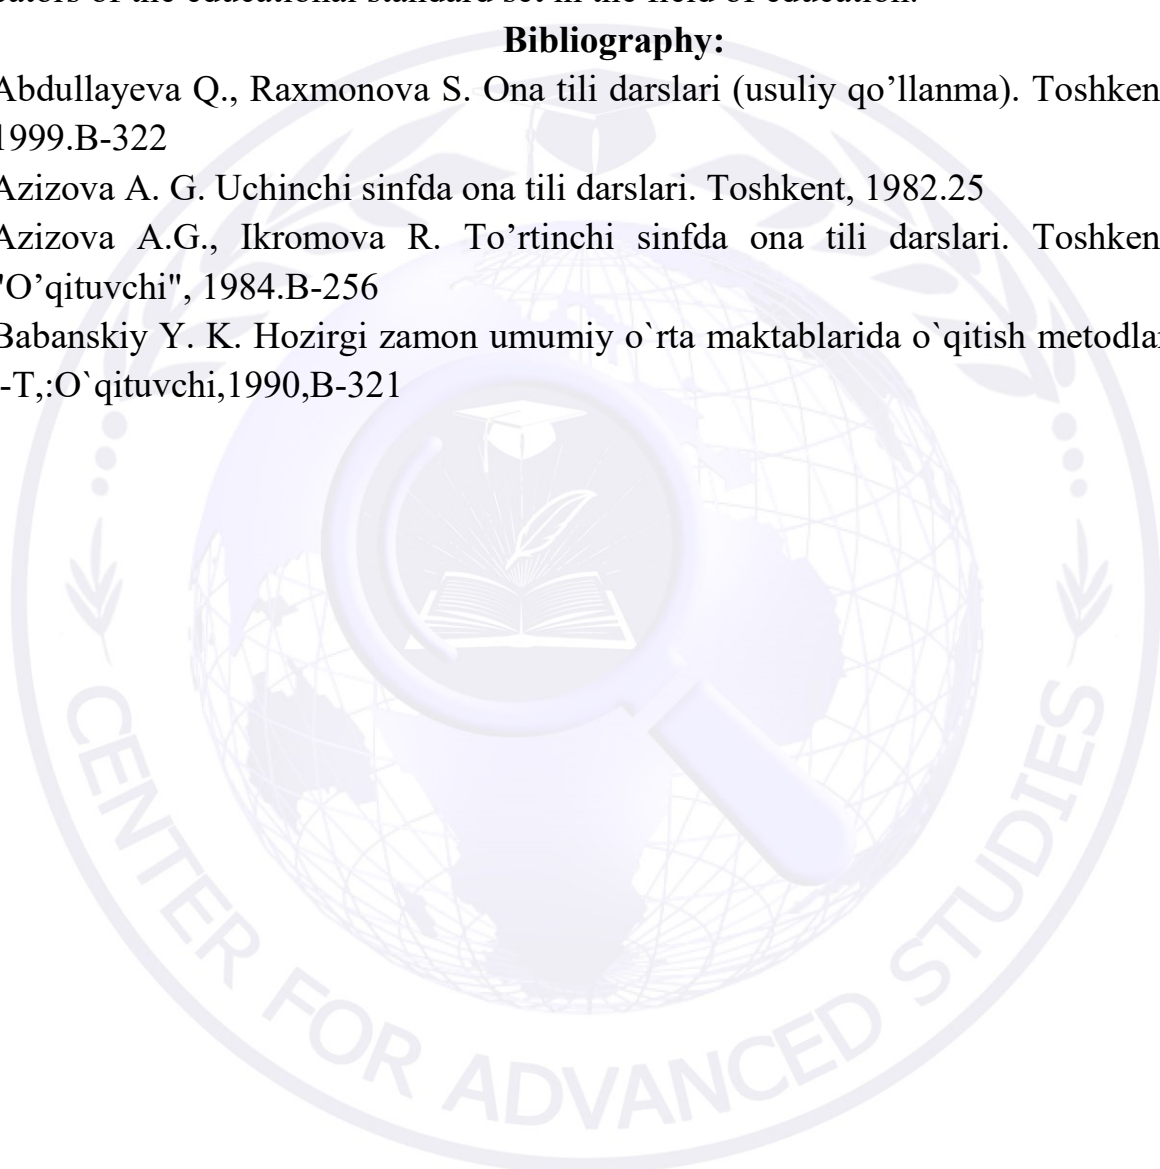 Bibliography:
Abdullayeva Q., Raxmonova S. Ona tili darslari (usuliy qo’llanma). Toshken
1999.B-322
Azizova A. G. Uchinchi sinfda ona tili darslari. Toshkent, 1982.25
Azizova A.G., Ikromova R. To’rtinchi sinfda ona tili darslari. Toshken
"O’qituvchi", 1984.B-256
Babanskiy Y. K. Hozirgi zamon umumiy o`rta maktablarida o`qitish metodlar
-T,:O`qituvchi,1990,B-321
CENTER FOR ADVANCED STUDIES